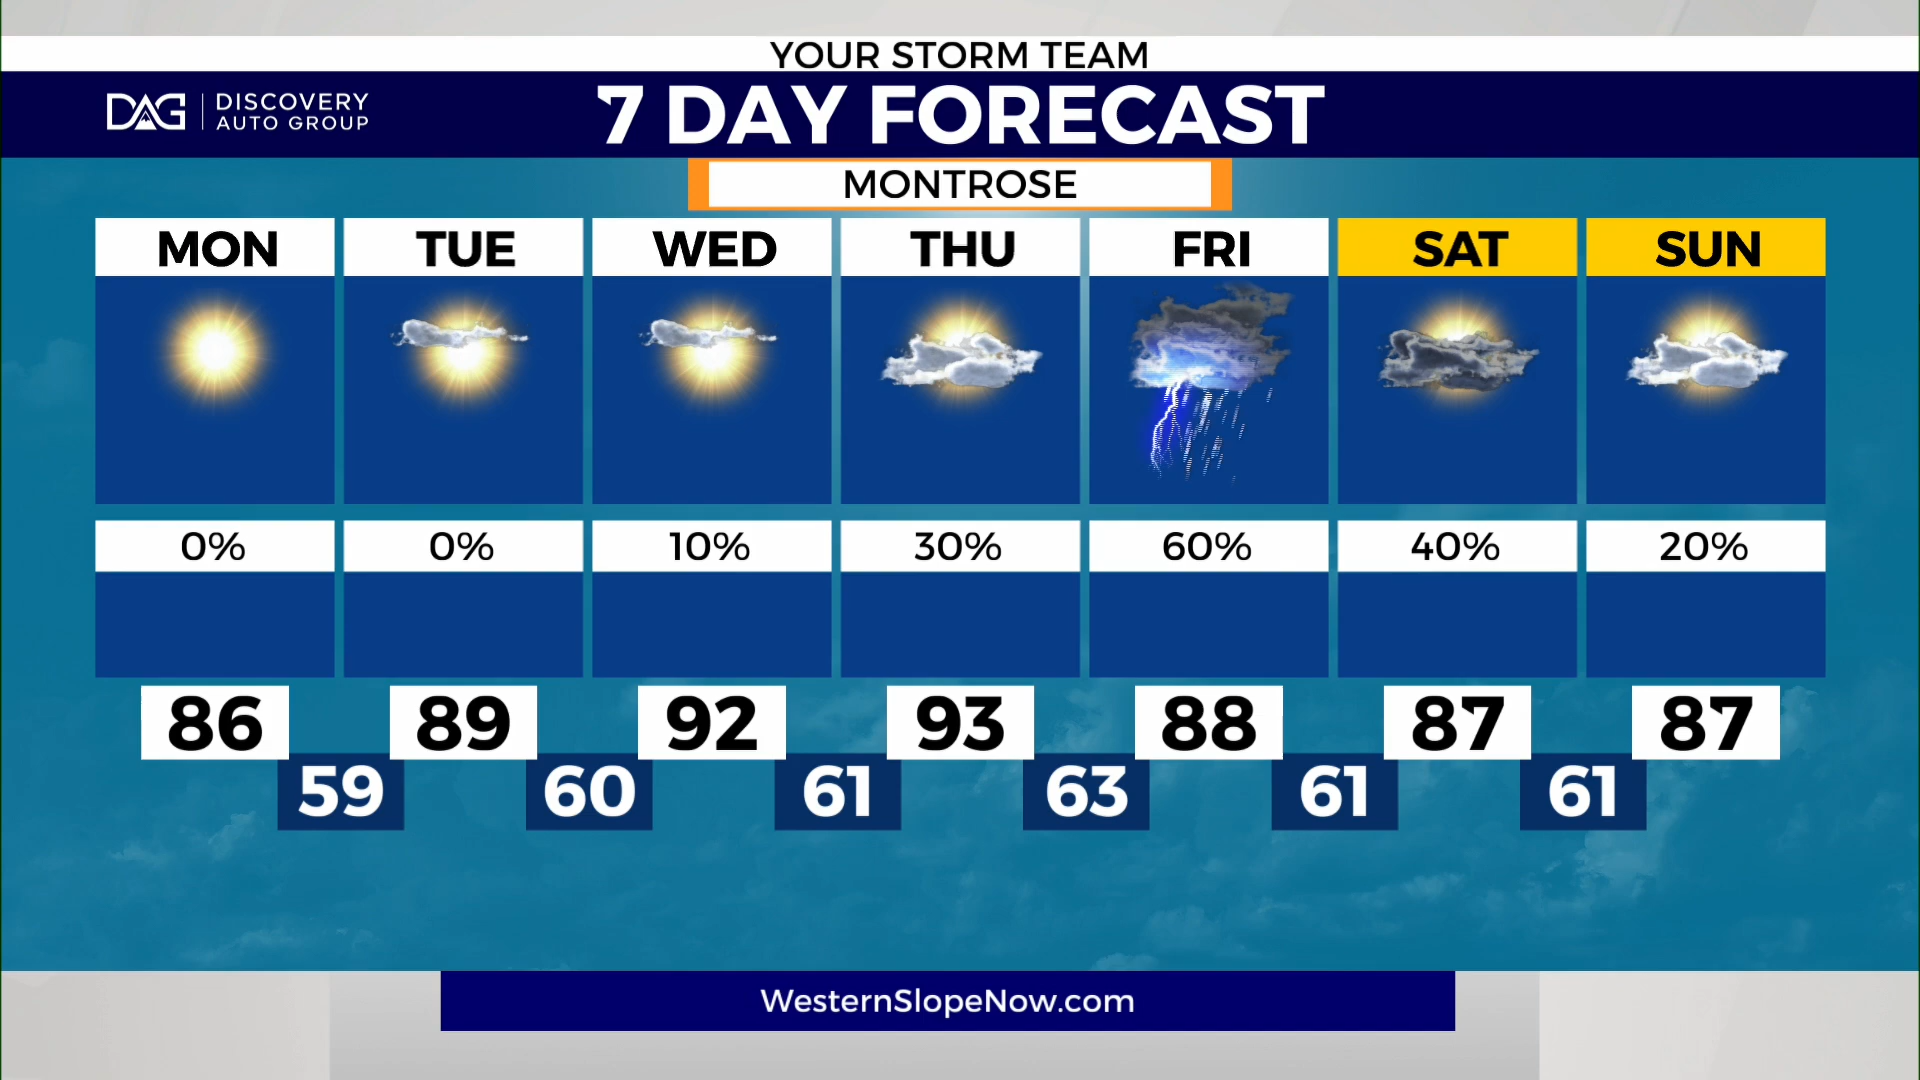 YOUR STORM TEAM
DAG DISCOVERY
AUTO GROUP
7 DAY FORECAST
MONTROSE
MON TUE WED THU FRI SAT SUN
0% 0% 10% 30% 60% 40% 20%
86 89 92 93 88 87 87
59 60 61 63 61 61
WesternSlopeNow.com